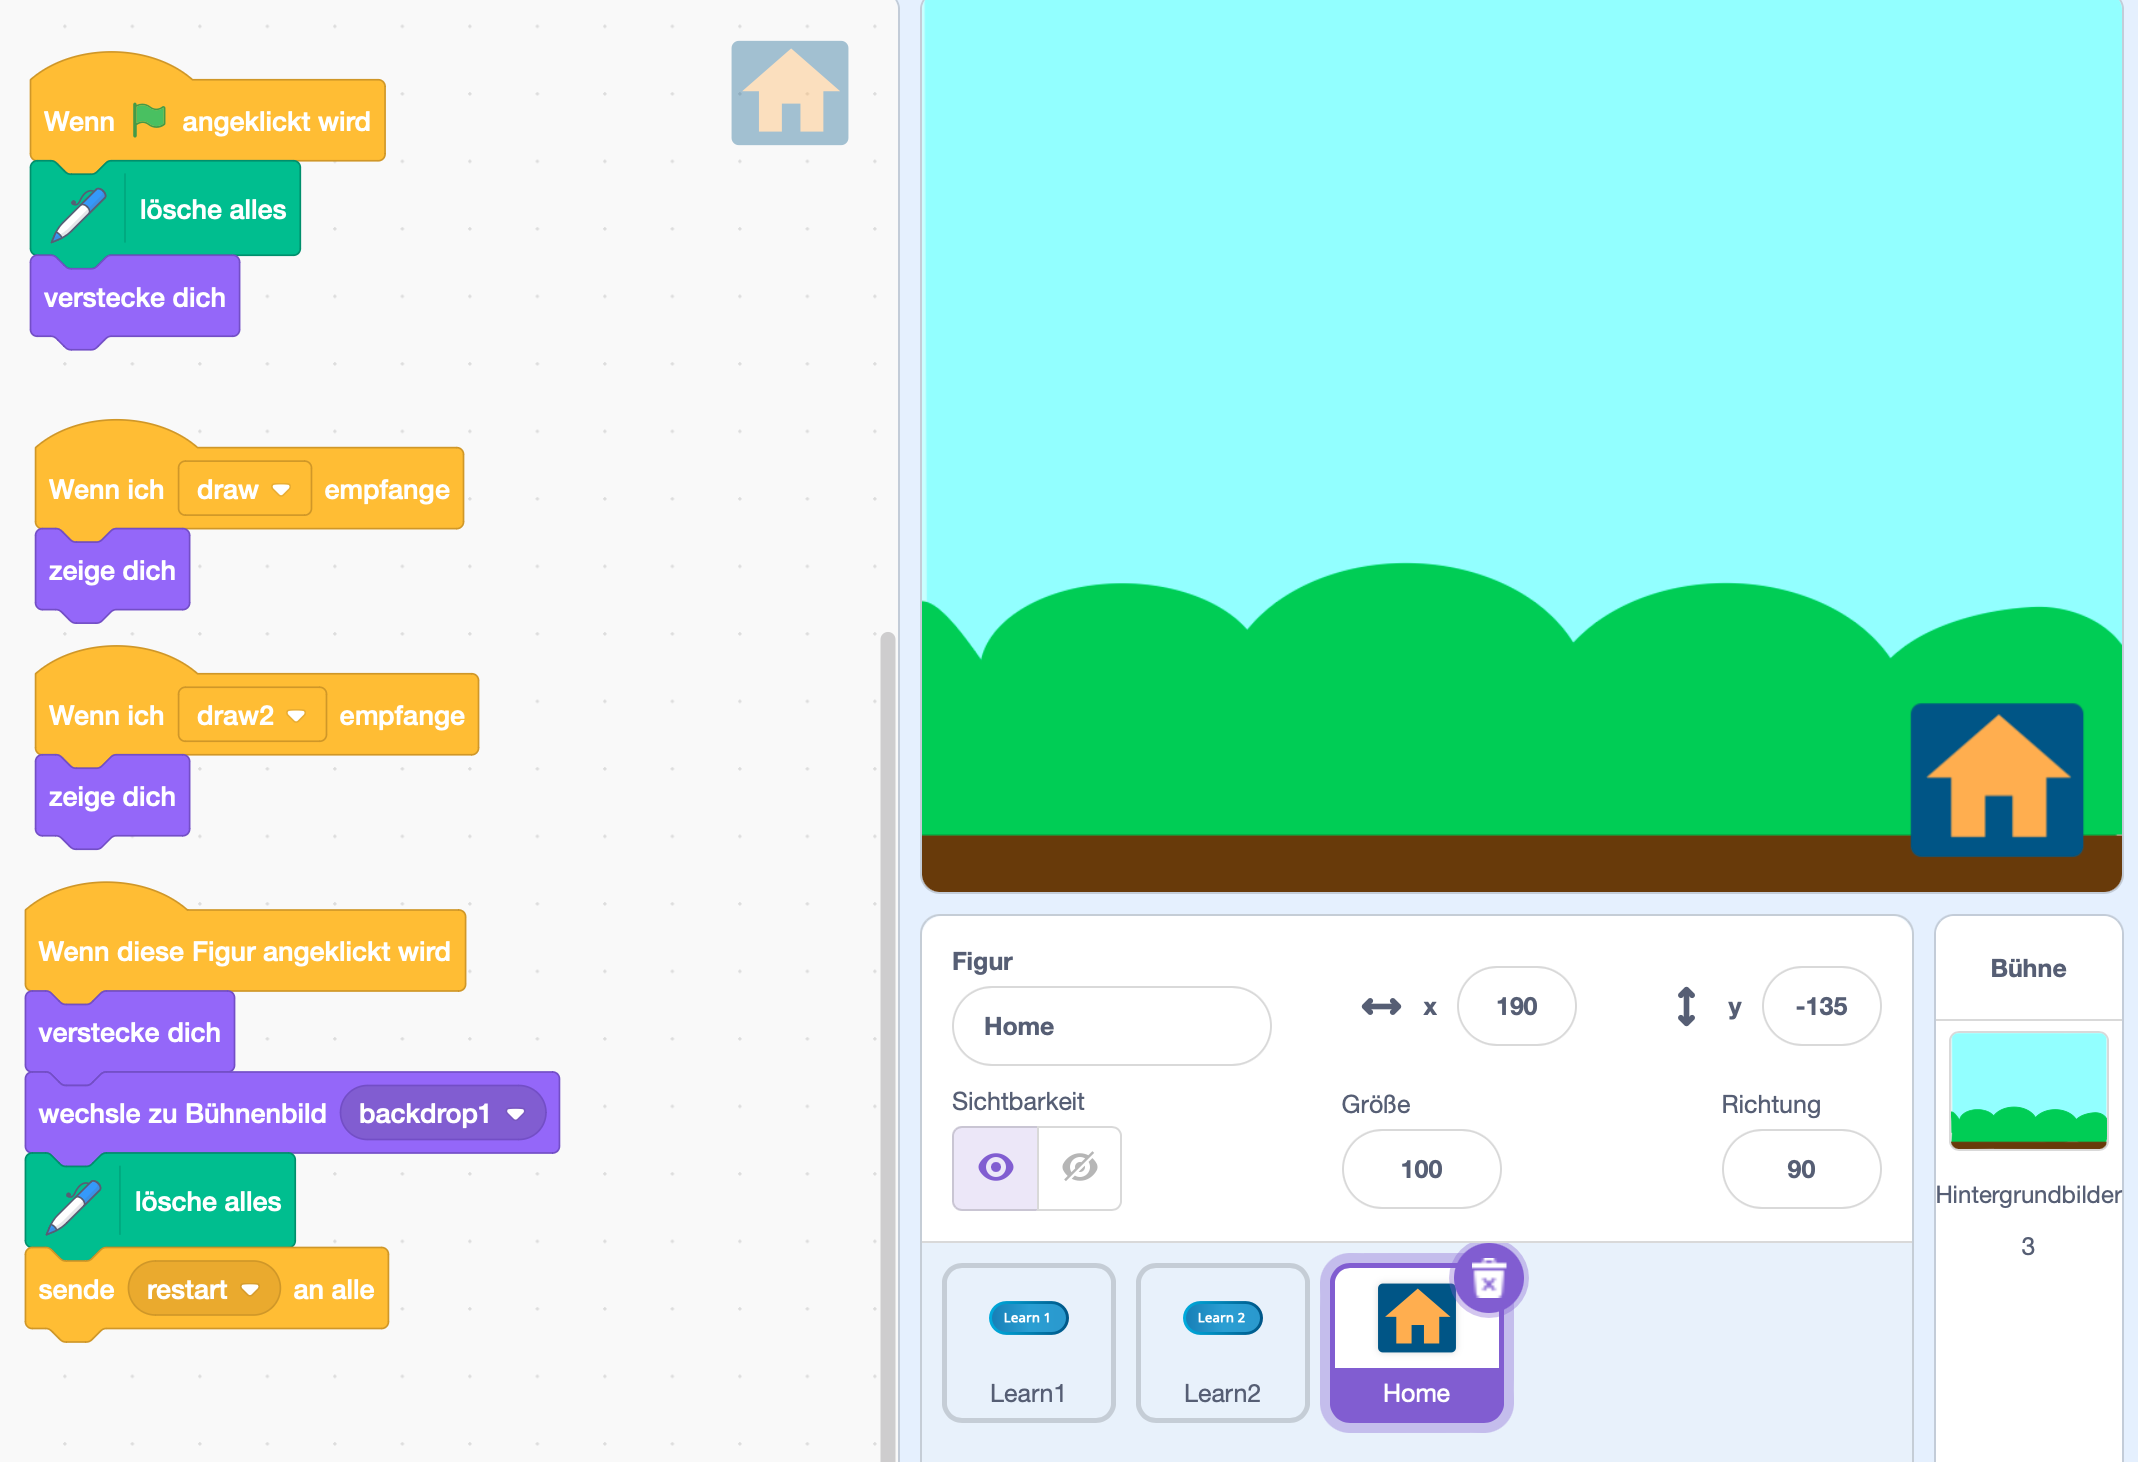 Wenn angeklickt wird
lösche alles
verstecke dich
Wenn ich draw empfange
zeige dich
Wenn ich draw2 empfange
zeige dich
Wenn diese Figur angeklickt wird
verstecke dich
wechsle zu Bühnenbild backdrop1
lösche alles
sende restart an alle
Figur
Home
x 190
y -135
Sichtbarkeit
Größe
100
Richtung
90
Learn 1
Learn1
Learn 2
Learn2
Home
Bühne
Hintergrundbilder
3